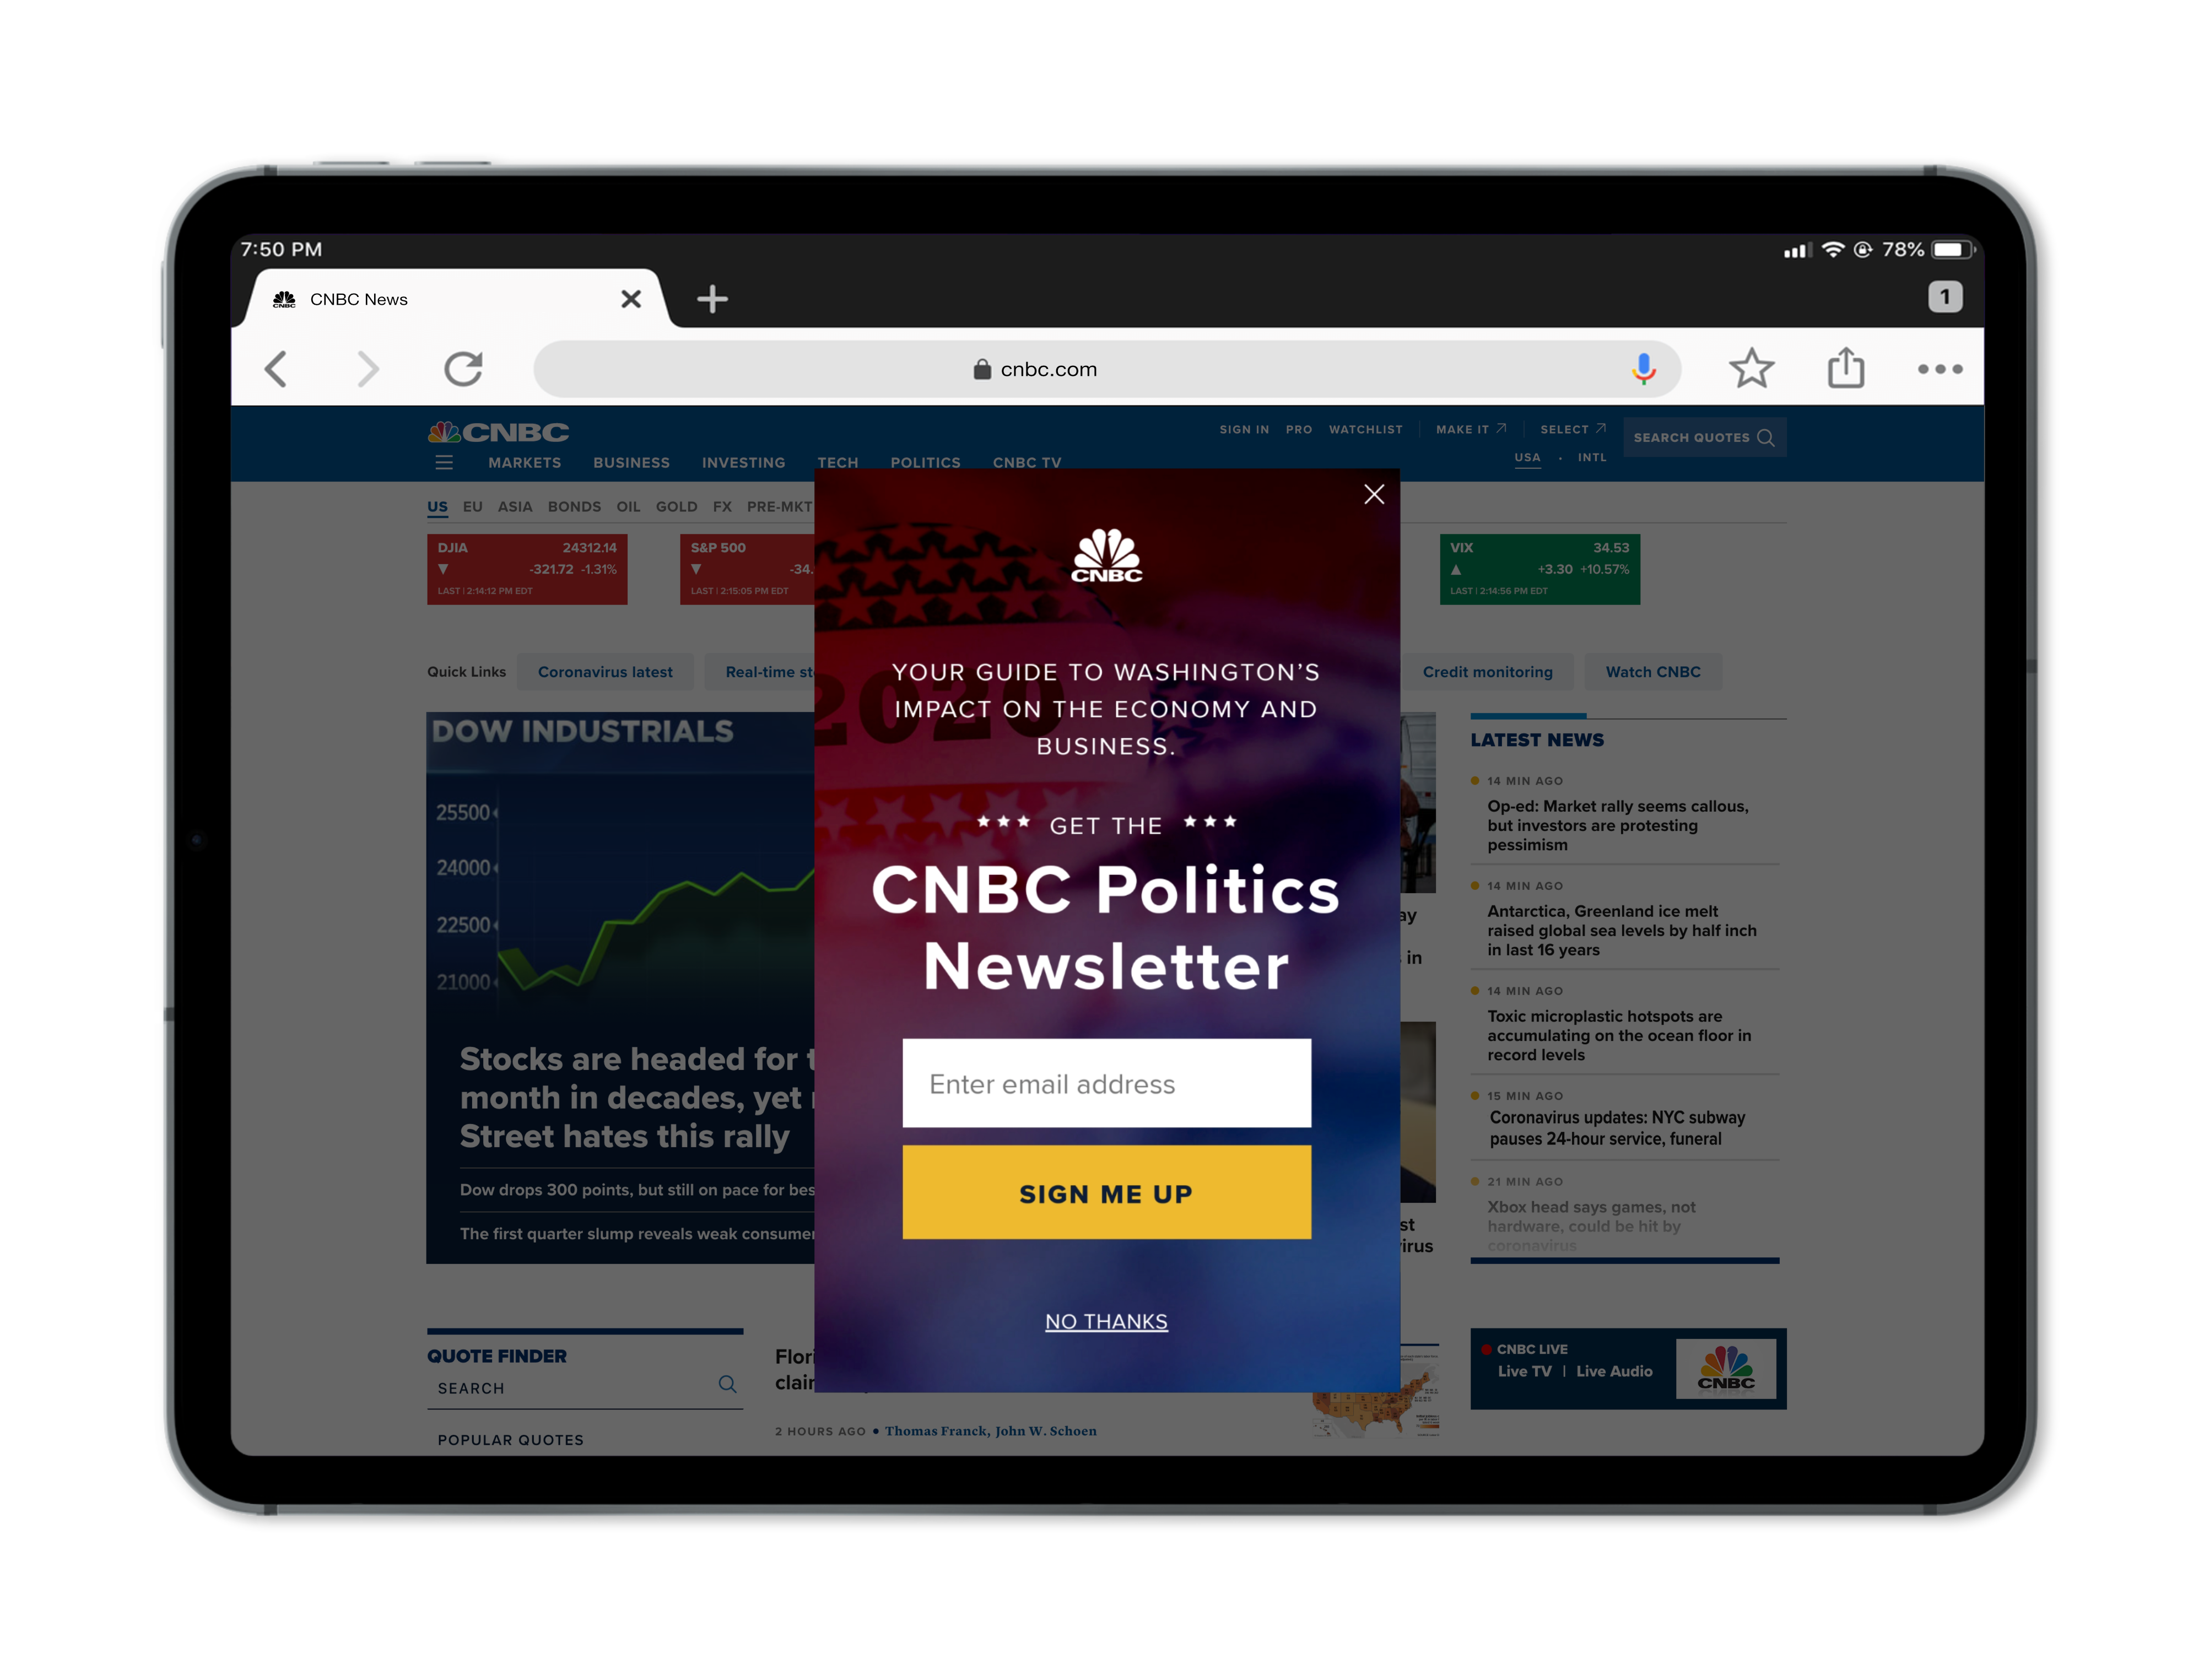 7:50 PM
78%
CNBC
CNBC News
1
cnbc.com
CNBC
SIGN IN PRO WATCHLIST MAKE IT SELECT
SEARCH QUOTES
USA · INTL
MARKETS BUSINESS INVESTING TECH POLITICS CNBC TV
US EU ASIA BONDS OIL GOLD FX PRE-MKT
DJIA 24312.14
-321.72 -1.31%
LAST | 2:14:12 PM EDT
S&P 500
-34.
LAST | 2:15:05 PM EDT
VIX 34.53
+3.30 +10.57%
LAST | 2:14:56 PM EDT
Quick Links
Coronavirus latest
Real-time
Credit monitoring
Watch CNBC
DOW INDUSTRIALS
25500
24000
22500
21000
Stocks are headed for
month in decades, yet
Street hates this rally
Dow drops 300 points, but still on pace for
The first quarter slump reveals weak
CNBC
2020
YOUR GUIDE TO WASHINGTON'S
IMPACT ON THE ECONOMY AND
BUSINESS.
*** GET THE ***
CNBC Politics
Newsletter
Enter email address
SIGN ME UP
NO THANKS
in
LATEST NEWS
14 MIN AGO
Op-ed: Market rally seems callous,
but investors are protesting
pessimism
14 MIN AGO
Antarctica, Greenland ice melt
raised global sea levels by half inch
in last 16 years
14 MIN AGO
Toxic microplastic hotspots are
accumulating on the ocean floor in
record levels
15 MIN AGO
Coronavirus updates: NYC subway
pauses 24-hour service, funeral
21 MIN AGO
Xbox head says games, not
hardware, could be hit by
coronavirus
QUOTE FINDER
SEARCH
POPULAR QUOTES
2 HOURS AGO • Thomas Franck, John W. Schoen
CNBC LIVE
Live TV | Live Audio
CNBC